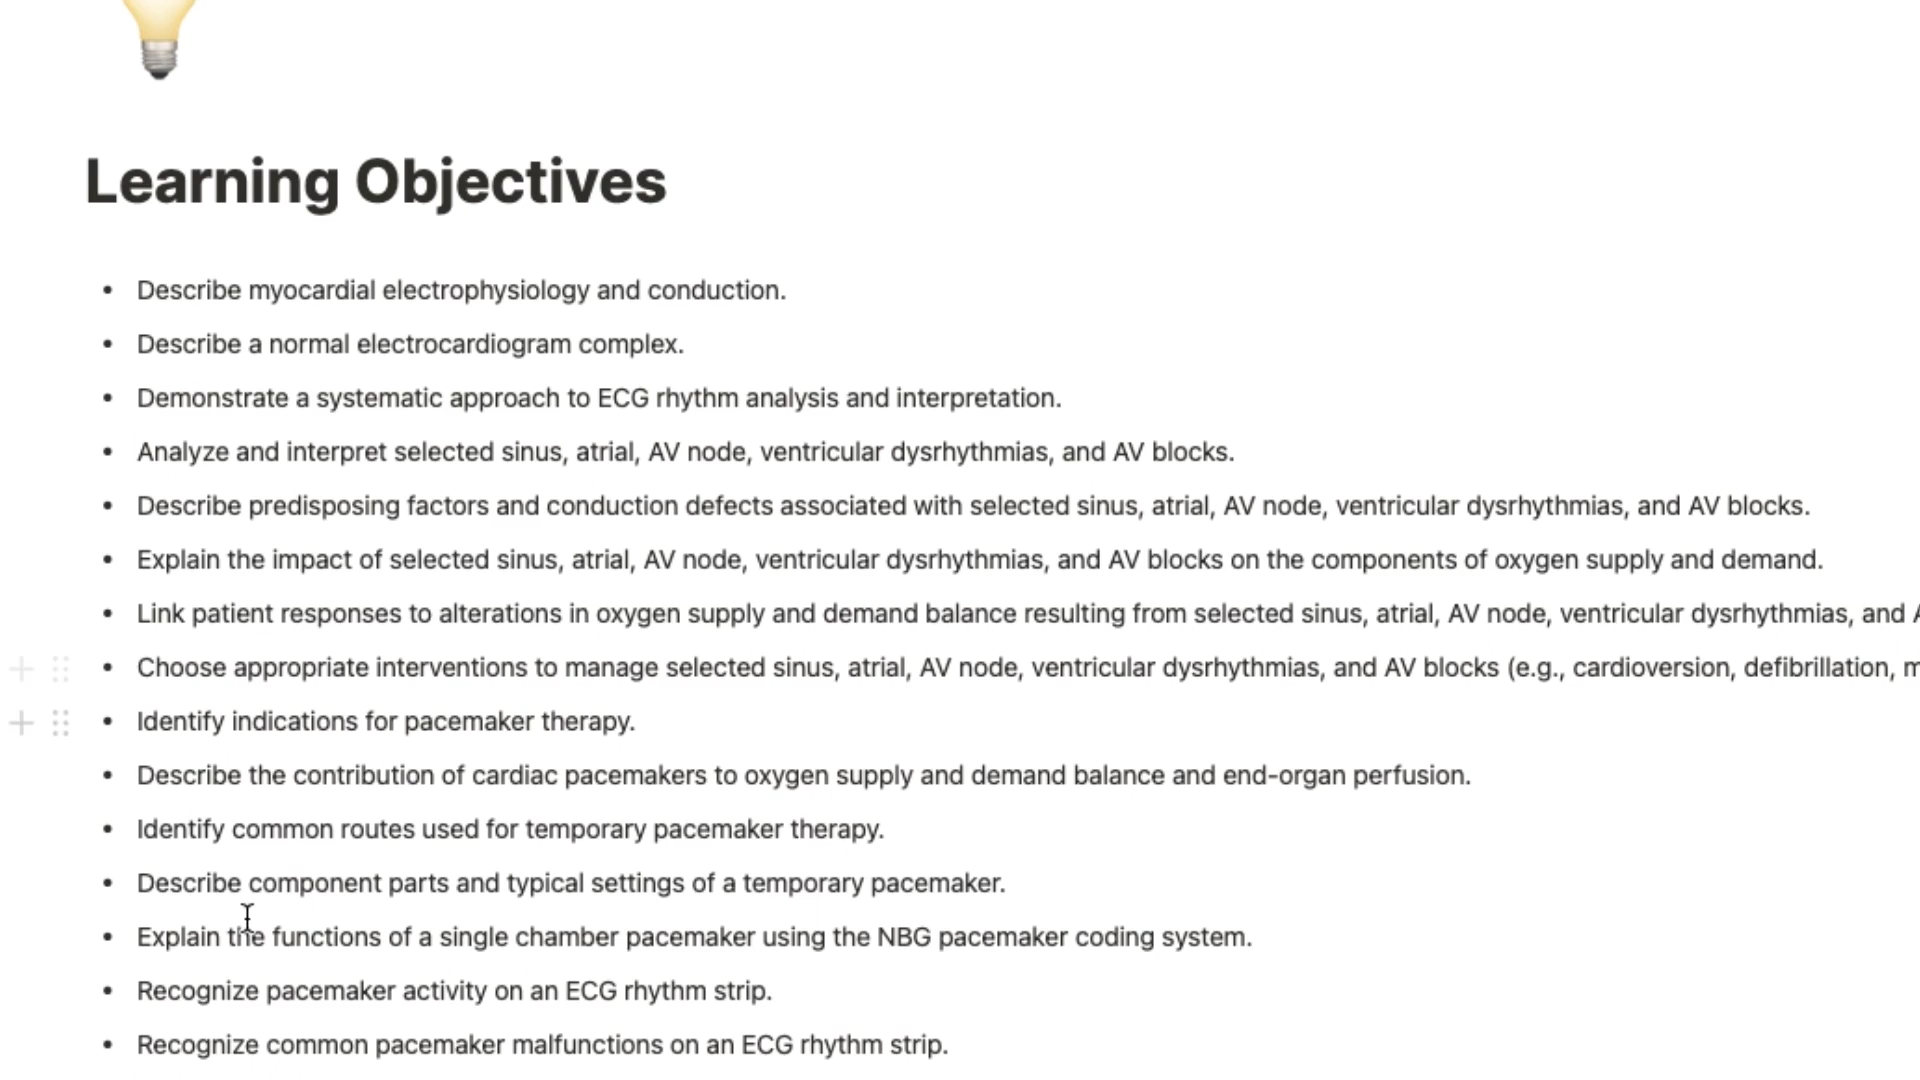 Learning Objectives
• Describe myocardial electrophysiology and conduction.
• Describe a normal electrocardiogram complex.
• Demonstrate a systematic approach to ECG rhythm analysis and interpretation.
• Analyze and interpret selected sinus, atrial, AV node, ventricular dysrhythmias, and AV blocks.
• Describe predisposing factors and conduction defects associated with selected sinus, atrial, AV node, ventricular dysrhythmias, and AV blocks.
• Explain the impact of selected sinus, atrial, AV node, ventricular dysrhythmias, and AV blocks on the components of oxygen supply and demand.
• Link patient responses to alterations in oxygen supply and demand balance resulting from selected sinus, atrial, AV node, ventricular dysrhythmias, and
• Choose appropriate interventions to manage selected sinus, atrial, AV node, ventricular dysrhythmias, and AV blocks (e.g., cardioversion, defibrillation,
• Identify indications for pacemaker therapy.
• Describe the contribution of cardiac pacemakers to oxygen supply and demand balance and end-organ perfusion.
• Identify common routes used for temporary pacemaker therapy.
• Describe component parts and typical settings of a temporary pacemaker.
• Explain the functions of a single chamber pacemaker using the NBG pacemaker coding system.
• Recognize pacemaker activity on an ECG rhythm strip.
• Recognize common pacemaker malfunctions on an ECG rhythm strip.